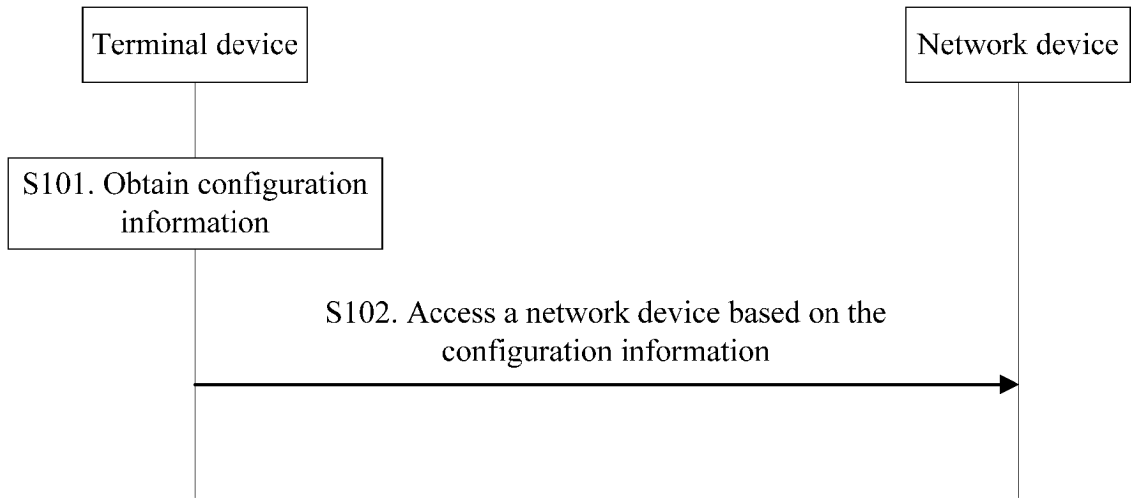 Terminal device
Network device
S101. Obtain configuration
information
S102. Access a network device based on the
configuration information